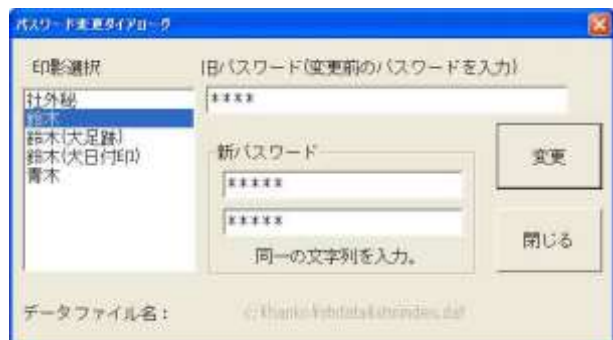 パスワード変更ダイアローグ
印影選択
旧パスワード(変更前のパスワードを入力)
社外秘
鈴木
鈴木(大足跡)
鈴木(大日付印)
青木
****
新パスワード
*****
*****
同一の文字列を入力。
変更
閉じる
データファイル名: